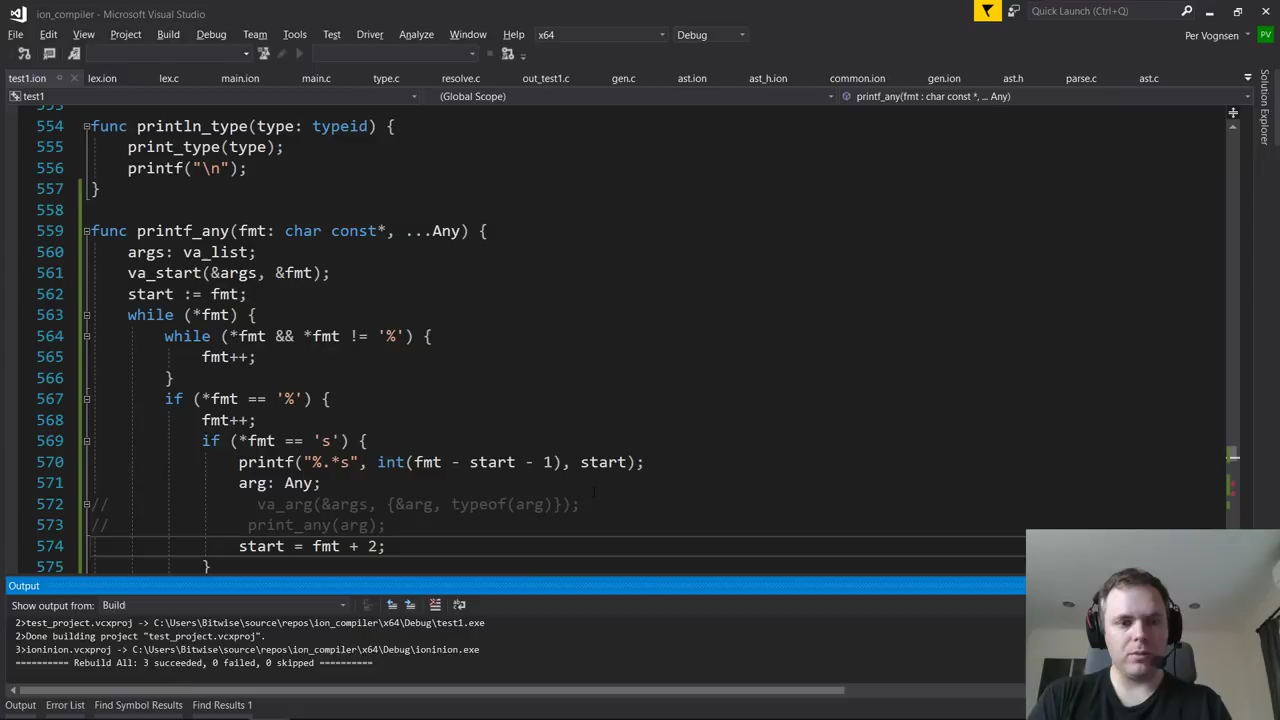 ion_compiler - Microsoft Visual Studio
Quick Launch (Ctrl+Q)
File Edit View Project Build Debug Team Tools Test Driver Analyze Window Help x64 Debug Per Vognsen PV
test1.ion lex.ion lex.c main.ion main.c type.c resolve.c out_test1.c gen.c ast.ion ast_h.ion common.ion gen.ion ast.h parse.c ast.c
test1 (Global Scope) printf_any(fmt : char const *, ... Any)
Solution Explorer
553
554 func println_type(type: typeid) {
555 print_type(type);
556 printf("\n");
557 }
558
559 func printf_any(fmt: char const*, ...Any) {
560 args: va_list;
561 va_start(&args, &fmt);
562 start := fmt;
563 while (*fmt) {
564 while (*fmt && *fmt != '%') {
565 fmt++;
566 }
567 if (*fmt == '%') {
568 fmt++;
569 if (*fmt == 's') {
570 printf("%.*s", int(fmt - start - 1), start);
571 arg: Any;
572 // va_arg(&args, {&arg, typeof(arg)});
573 // print_any(arg);
574 start = fmt + 2;
575 }
Output
Show output from: Build
2>test_project.vcxproj -> C:\Users\Bitwise\source\repos\ion_compiler\x64\Debug\test1.exe
2>Done building project "test_project.vcxproj".
3>ioninion.vcxproj -> C:\Users\Bitwise\source\repos\ion_compiler\x64\Debug\ioninion.exe
========== Rebuild All: 3 succeeded, 0 failed, 0 skipped ==========
Output Error List Find Symbol Results Find Results 1